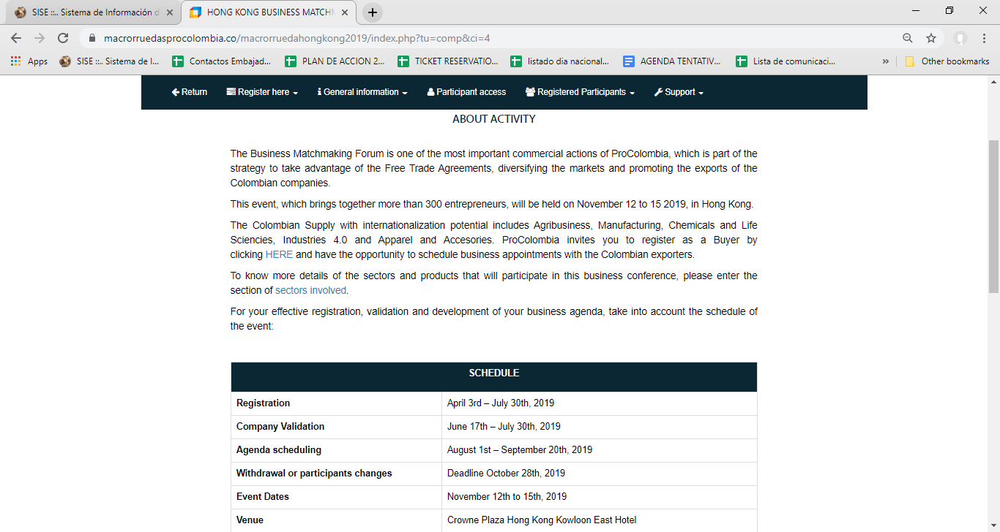 SISE ::.. Sistema de Información d
HONG KONG BUSINESS MATCHM
macrorruedasprocolombia.co/macrorruedahongkong2019/index.php?tu=comp&ci=4
Apps
SISE ::.. Sistema de I...
Contactos Embajad...
PLAN DE ACCION 2...
TICKET RESERVATIO...
listado dia nacional...
AGENDA TENTATIV...
Lista de comunicaci...
»
Other bookmarks
Return
Register here
General information
Participant access
Registered Participants
Support
ABOUT ACTIVITY
The Business Matchmaking Forum is one of the most important commercial actions of ProColombia, which is part of the
strategy to take advantage of the Free Trade Agreements, diversifying the markets and promoting the exports of the
Colombian companies.
This event, which brings together more than 300 entrepreneurs, will be held on November 12 to 15 2019, in Hong Kong.
The Colombian Supply with internationalization potential includes Agribusiness, Manufacturing, Chemicals and Life
Sciencies, Industries 4.0 and Apparel and Accesories. ProColombia invites you to register as a Buyer by
clicking HERE and have the opportunity to schedule business appointments with the Colombian exporters.
To know more details of the sectors and products that will participate in this business conference, please enter the
section of sectors involved.
For your effective registration, validation and development of your business agenda, take into account the schedule of
the event:
SCHEDULE
Registration April 3rd – July 30th, 2019
Company Validation June 17th – July 30th, 2019
Agenda scheduling August 1st – September 20th, 2019
Withdrawal or participants changes Deadline October 28th, 2019
Event Dates November 12th to 15th, 2019
Venue Crowne Plaza Hong Kong Kowloon East Hotel